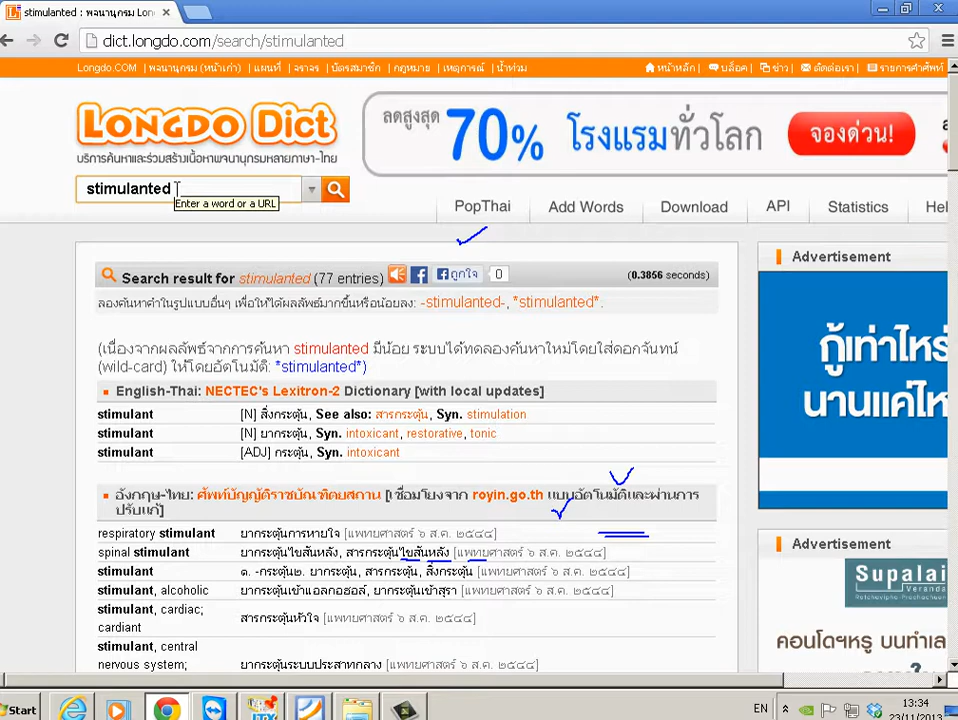 stimulanted : พจนานุกรม Lon
dict.longdo.com/search/stimulanted
Longdo.COM | พจนานุกรม (หน้าเก่า) | แผนที่ | จราจร | บัตรสมาชิก | กฎหมาย | เหตุการณ์ | น้ำท่วม
หน้าหลัก | บล็อค | ข่าว | ติดต่อเรา | รายการคำศัพท์
LONGDO Dict
บริการค้นหาและร่วมสร้างเนื้อหาพจนานุกรมหลายภาษา-ไทย
ลดสูงสุด 70% โรงแรมทั่วโลก จองด่วน!
stimulanted
Enter a word or a URL
PopThai | Add Words | Download | API | Statistics | Hel
Search result for stimulanted (77 entries) ถูกใจ 0 (0.3856 seconds)
ลองค้นหาคำในรูปแบบอื่นๆ เพื่อให้ได้ผลลัพธ์มากขึ้นหรือน้อยลง: -stimulanted-, *stimulanted*.
(เนื่องจากผลลัพธ์จากการค้นหา stimulanted มีน้อย ระบบได้ทดลองค้นหาใหม่โดยใส่ดอกจันทน์
(wild-card) ให้โดยอัตโนมัติ: *stimulanted*)
English-Thai: NECTEC's Lexitron-2 Dictionary [with local updates]
stimulant [N] สิ่งกระตุ้น, See also: สารกระตุ้น, Syn. stimulation
stimulant [N] ยากระตุ้น, Syn. intoxicant, restorative, tonic
stimulant [ADJ] กระตุ้น, Syn. intoxicant
อังกฤษ-ไทย: ศัพท์บัญญัติราชบัณฑิตยสถาน [เชื่อมโยงจาก royin.go.th แบบอัตโนมัติและผ่านการ
ปรับแก้]
respiratory stimulant ยากระตุ้นการหายใจ [แพทยศาสตร์ ๖ ส.ค. ๒๕๔๔]
spinal stimulant ยากระตุ้นไขสันหลัง, สารกระตุ้นไขสันหลัง [แพทยศาสตร์ ๖ ส.ค. ๒๕๔๔]
stimulant ๑. -กระตุ้น๒. ยากระตุ้น, สารกระตุ้น, สิ่งกระตุ้น [แพทยศาสตร์ ๖ ส.ค. ๒๕๔๔]
stimulant, alcoholic ยากระตุ้นเข้าแอลกอฮอล์, ยากระตุ้นเข้าสุรา [แพทยศาสตร์ ๖ ส.ค. ๒๕๔๔]
stimulant, cardiac;
cardiant สารกระตุ้นหัวใจ [แพทยศาสตร์ ๖ ส.ค. ๒๕๔๔]
stimulant, central
nervous system; ยากระตุ้นระบบประสาทกลาง [แพทยศาสตร์ ๖ ส.ค. ๒๕๔๔]
Advertisement
กู้เท่าไหร่
นานแค่ไห
Advertisement
Supalai
Veranda
คอนโดฯหรู บนทำเล
Start
EN
13:34
23/11/2013